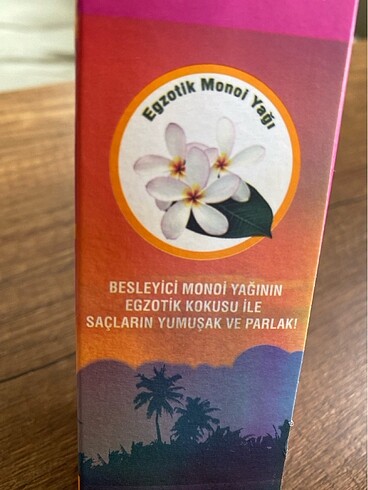 Egzotik Monoi Yağı
BESLEYİCİ MONOI YAĞININ
EGZOTİK KOKUSU İLE
SAÇLARIN YUMUŞAK VE PARLAK!